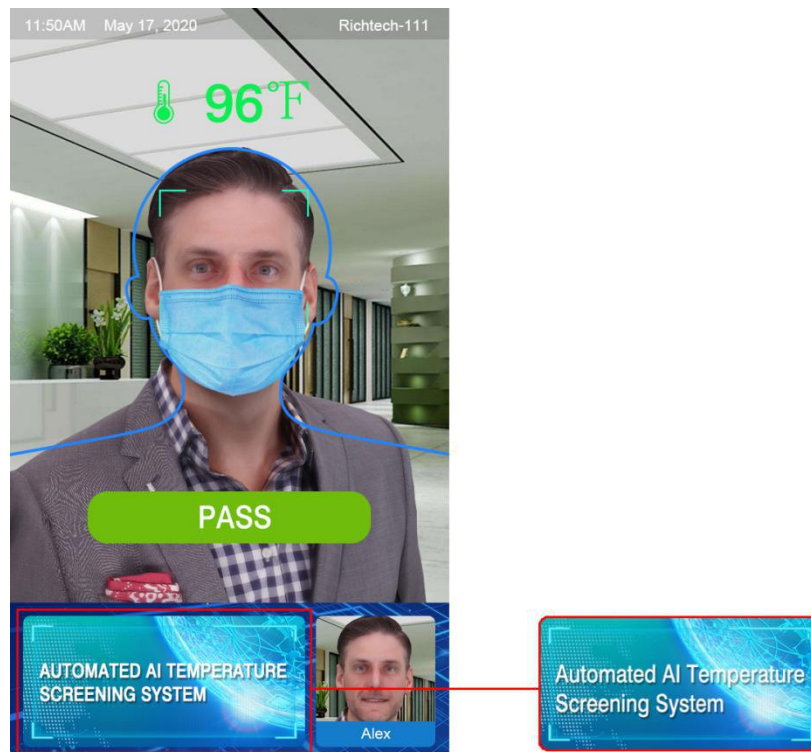 11:50AM May 17, 2020 Richtech-111
96°F
PASS
AUTOMATED AI TEMPERATURE
SCREENING SYSTEM
Alex
Automated AI Temperature
Screening System